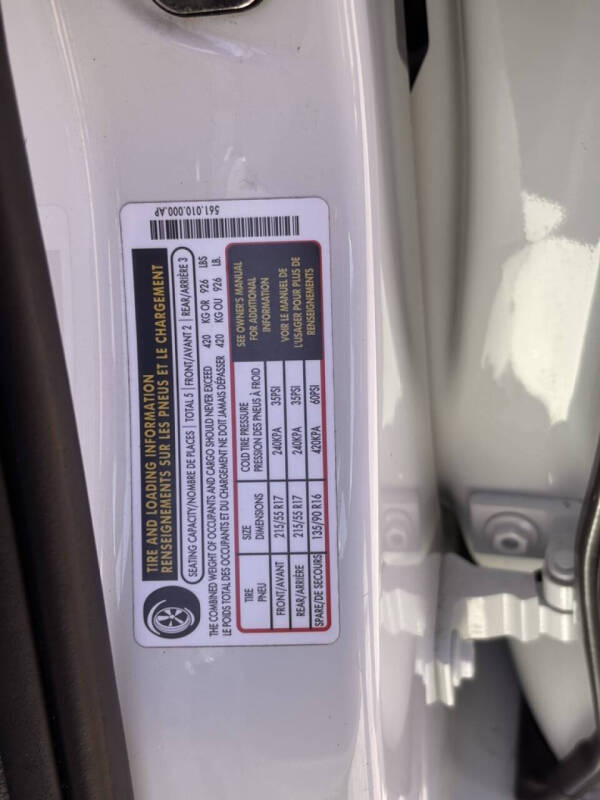 TIRE AND LOADING INFORMATION
RENSEIGNEMENTS SUR LES PNEUS ET LE CHARGEMENT
SEATING CAPACITY/NOMBRE DE PLACES | TOTAL 5 | FRONT/AVANT 2 | REAR/ARRIÈRE 3
THE COMBINED WEIGHT OF OCCUPANTS AND CARGO SHOULD NEVER EXCEED 420 KG OR 926 LBS
LE POIDS TOTAL DES OCCUPANTS ET DU CHARGEMENT NE DOIT JAMAIS DÉPASSER 420 KG OU 926 LB.
TIRE SIZE COLD TIRE PRESSURE
PNEU DIMENSIONS PRESSION DES PNEUS À FROID
FRONT/AVANT 215/55 R17 240KPA 35PSI
REAR/ARRIÈRE 215/55 R17 240KPA 35PSI
SPARE/DE SECOURS 135/90 R16 420KPA 60PSI
SEE OWNER'S MANUAL
FOR ADDITIONAL
INFORMATION
VOIR LE MANUEL DE
L'USAGER POUR PLUS DE
RENSEIGNEMENTS
561.010.000.AP